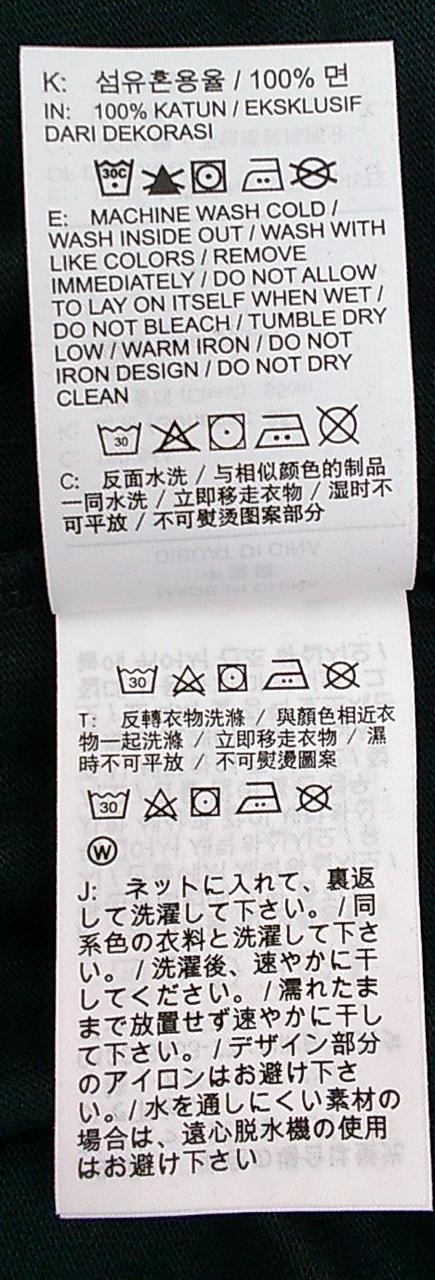 K: 섬유혼용율 / 100% 면
IN: 100% KATUN / EKSKLUSIF
DARI DEKORASI
30C
E: MACHINE WASH COLD /
WASH INSIDE OUT / WASH WITH
LIKE COLORS / REMOVE
IMMEDIATELY / DO NOT ALLOW
TO LAY ON ITSELF WHEN WET /
DO NOT BLEACH / TUMBLE DRY
LOW / WARM IRON / DO NOT
IRON DESIGN / DO NOT DRY
CLEAN
30
C: 反面水洗 / 与相似颜色的制品
一同水洗 / 立即移走衣物 / 湿时不
可平放 / 不可熨烫图案部分
30
T: 反轉衣物洗滌 / 與顏色相近衣
物一起洗滌 / 立即移走衣物 / 濕
時不可平放 / 不可熨燙圖案
30
W
J: ネットに入れて、裏返
して洗濯して下さい。/ 同
系色の衣料と洗濯して下さ
い。/ 洗濯後、速やかに干
してください。/ 濡れたま
まで放置せず速やかに干し
て下さい。/ デザイン部分
のアイロンはお避け下さ
い。/ 水を通しにくい素材の
場合は、遠心脱水機の使用
はお避け下さい